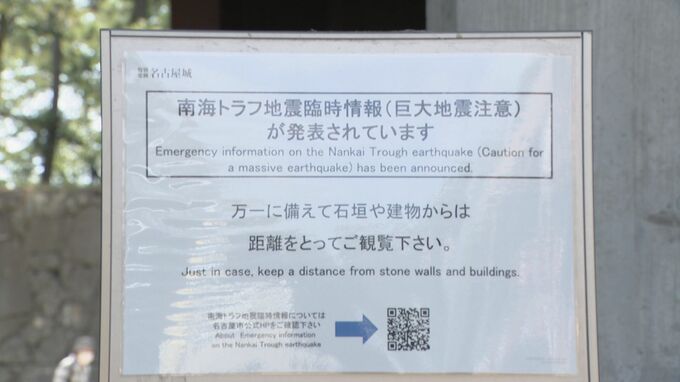 特別史跡 名古屋城
南海トラフ地震臨時情報(巨大地震注意)
が発表されています
Emergency information on the Nankai Trough earthquake (Caution for
a massive earthquake) has been announced.
万一に備えて石垣や建物からは
距離をとってご観覧下さい。
Just in case, keep a distance from stone walls and buildings.
南海トラフ地震臨時情報については
名古屋市公式HPをご確認下さい
About Emergency information
on the Nankai Trough earthquake